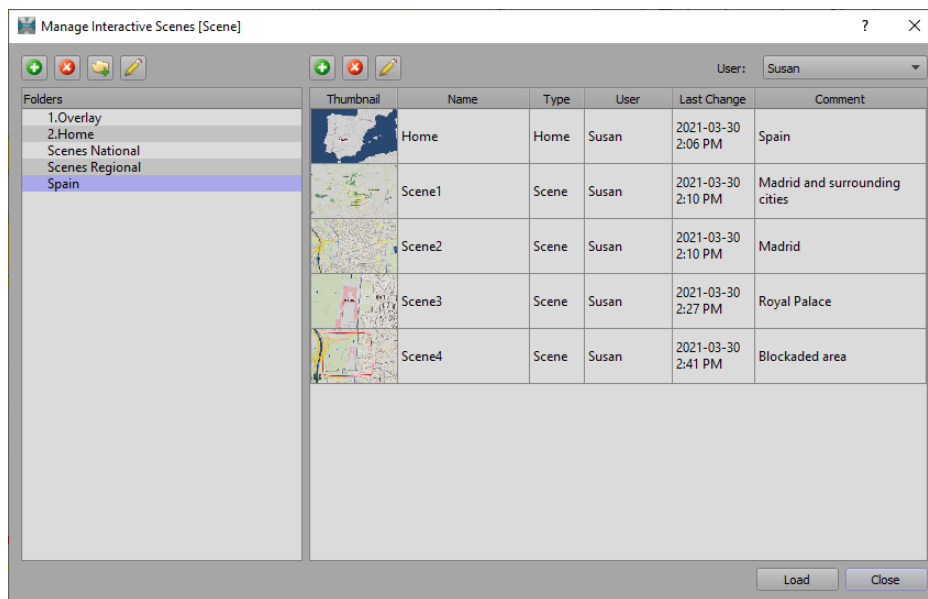 Manage Interactive Scenes [Scene]
?
User: Susan
Folders
1.Overlay
2.Home
Scenes National
Scenes Regional
Spain
Thumbnail Name Type User Last Change Comment
Home Home Susan 2021-03-30 2:06 PM Spain
Scene1 Scene Susan 2021-03-30 2:10 PM Madrid and surrounding cities
Scene2 Scene Susan 2021-03-30 2:10 PM Madrid
Scene3 Scene Susan 2021-03-30 2:27 PM Royal Palace
Scene4 Scene Susan 2021-03-30 2:41 PM Blockaded area
Load Close